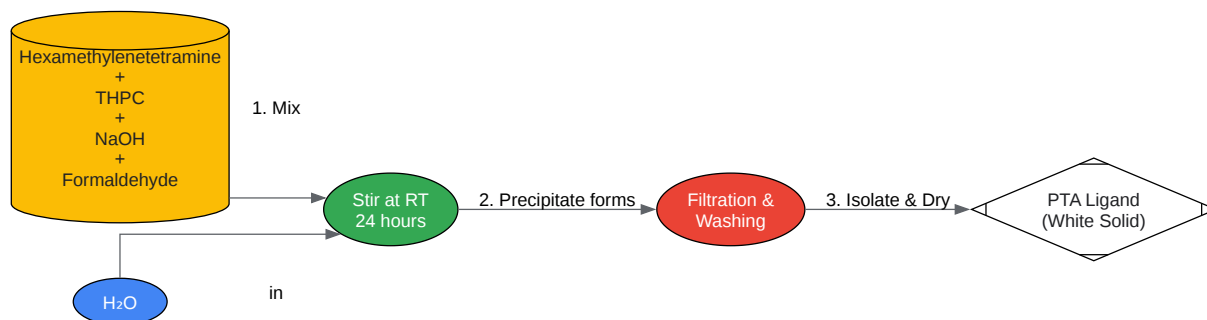 Hexamethylenetetramine
+
THPC
+
NaOH
+
Formaldehyde
1. Mix
Stir at RT
24 hours
2. Precipitate forms
Filtration &
Washing
3. Isolate & Dry
PTA Ligand
(White Solid)
H₂O
in